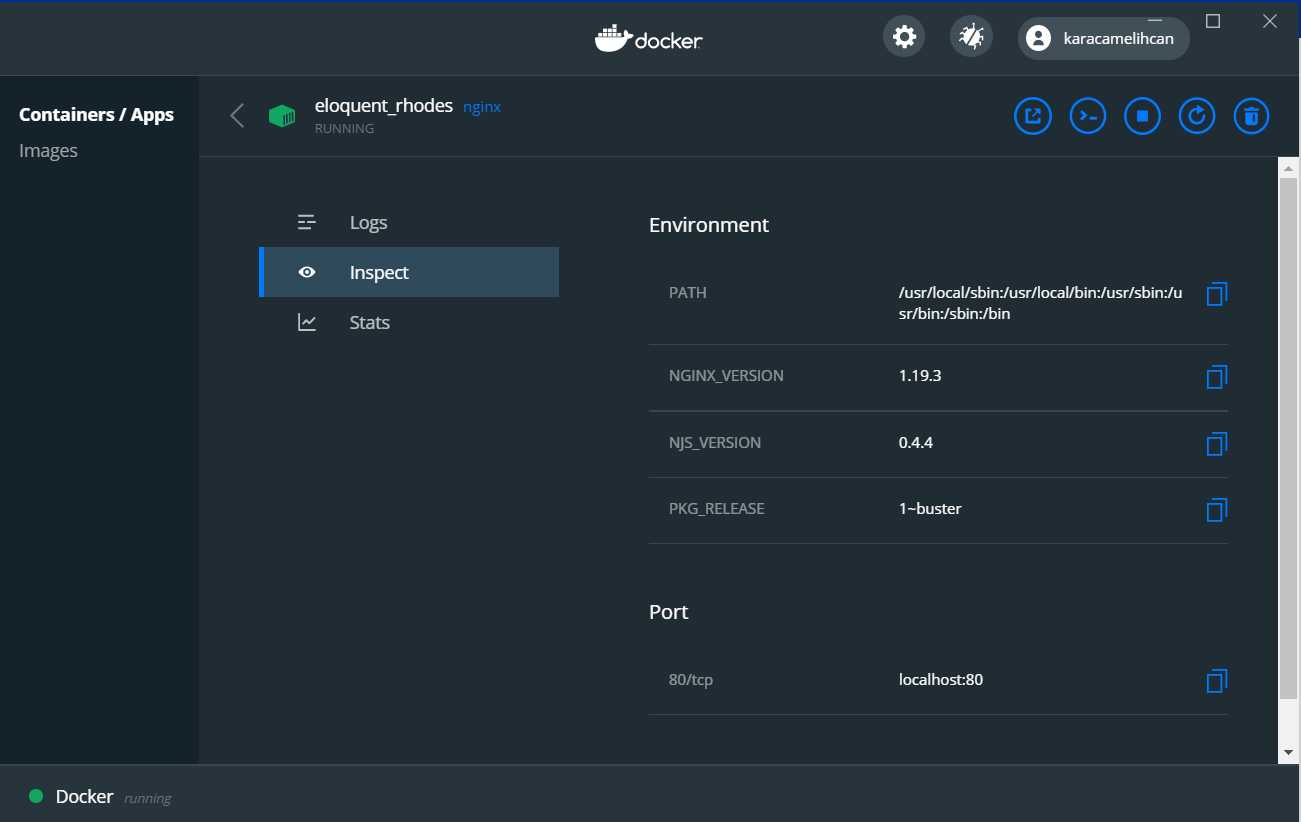 docker
karacamelihcan
Containers / Apps
Images
eloquent_rhodes nginx
RUNNING
Logs
Inspect
Stats
Environment
PATH /usr/local/sbin:/usr/local/bin:/usr/sbin:/u
sr/bin:/sbin:/bin
NGINX_VERSION 1.19.3
NJS_VERSION 0.4.4
PKG_RELEASE 1~buster
Port
80/tcp localhost:80
Docker running